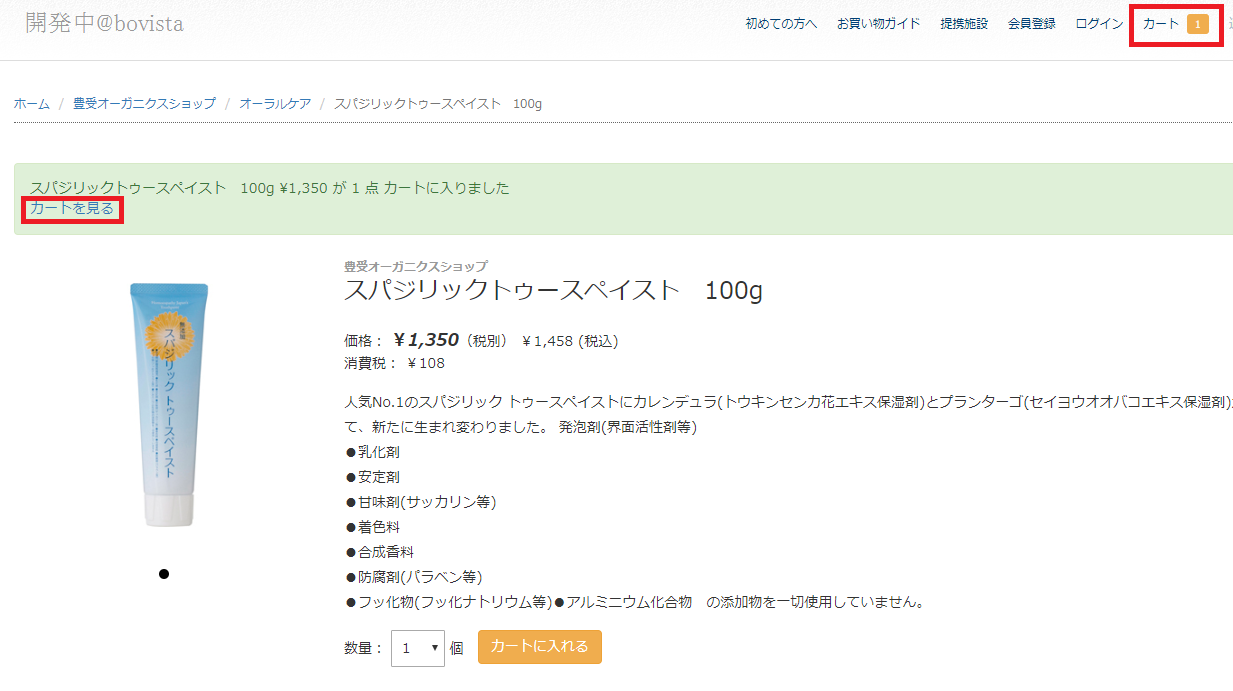 開発中@bovista
初めての方へ お買い物ガイド 提携施設 会員登録 ログイン カート 1
ホーム / 豊受オーガニクスショップ / オーラルケア / スパジリックトゥースペイスト　100g
スパジリックトゥースペイスト　100g ¥1,350 が 1 点 カートに入りました
カートを見る
豊受オーガニクスショップ
スパジリックトゥースペイスト　100g
スパジリック トゥースペイスト
価格： ￥1,350（税別） ￥1,458 (税込)
消費税： ￥108
人気No.1のスパジリック トゥースペイストにカレンデュラ(トウキンセンカ花エキス保湿剤)とプランターゴ(セイヨウオオバコエキス保湿剤)
て、新たに生まれ変わりました。 発泡剤(界面活性剤等)
●乳化剤
●安定剤
●甘味剤(サッカリン等)
●着色料
●合成香料
●防腐剤(パラベン等)
●フッ化物(フッ化ナトリウム等)●アルミニウム化合物　の添加物を一切使用していません。
数量： 1 個 カートに入れる